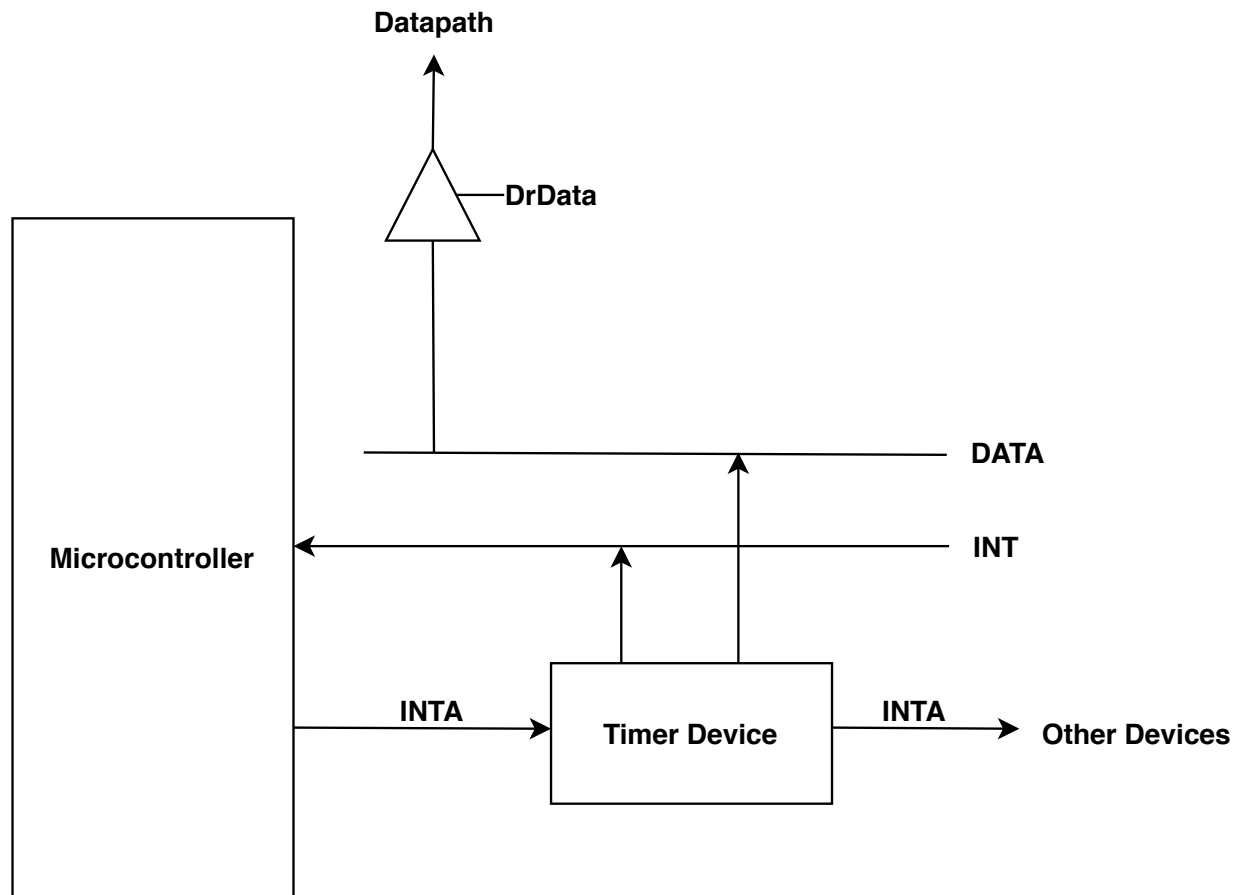 Datapath
DrData
DATA
Microcontroller
INT
INTA
Timer Device
INTA
Other Devices